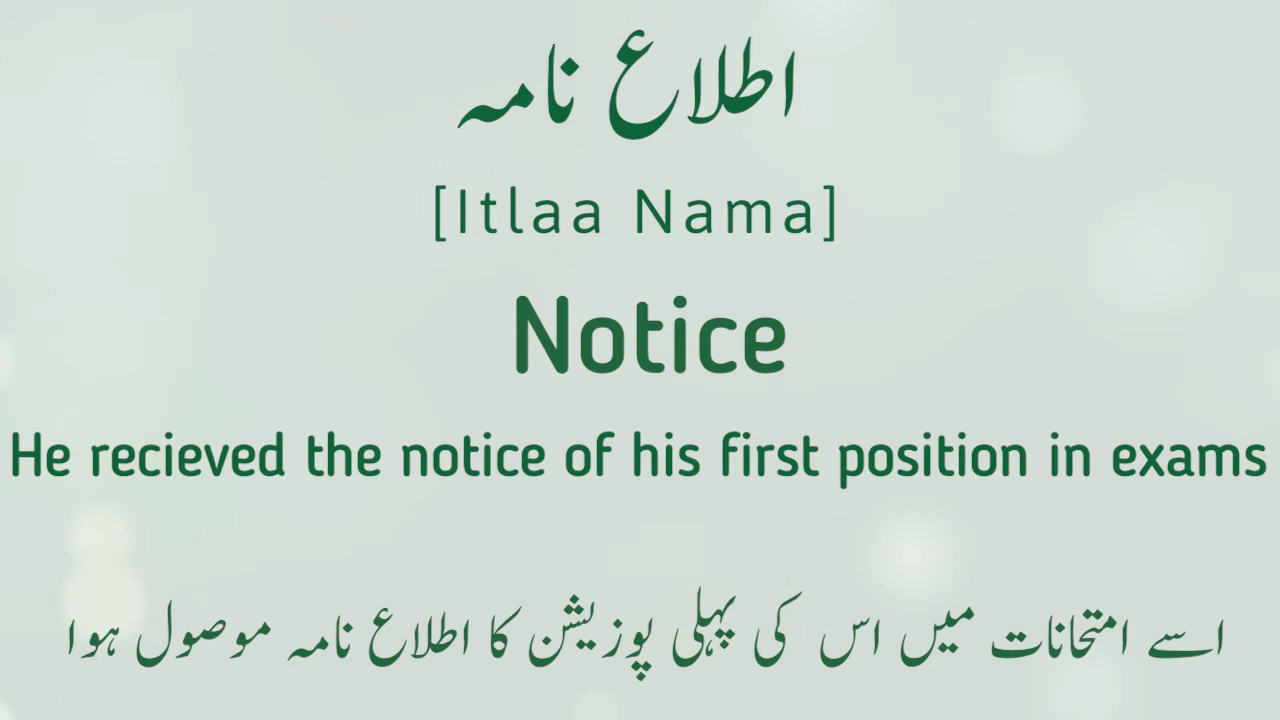 اطلاع نامہ
[Itlaa Nama]
Notice
He recieved the notice of his first position in exams
اسے امتحانات میں اس کی پہلی پوزیشن کا اطلاع نامہ موصول ہوا